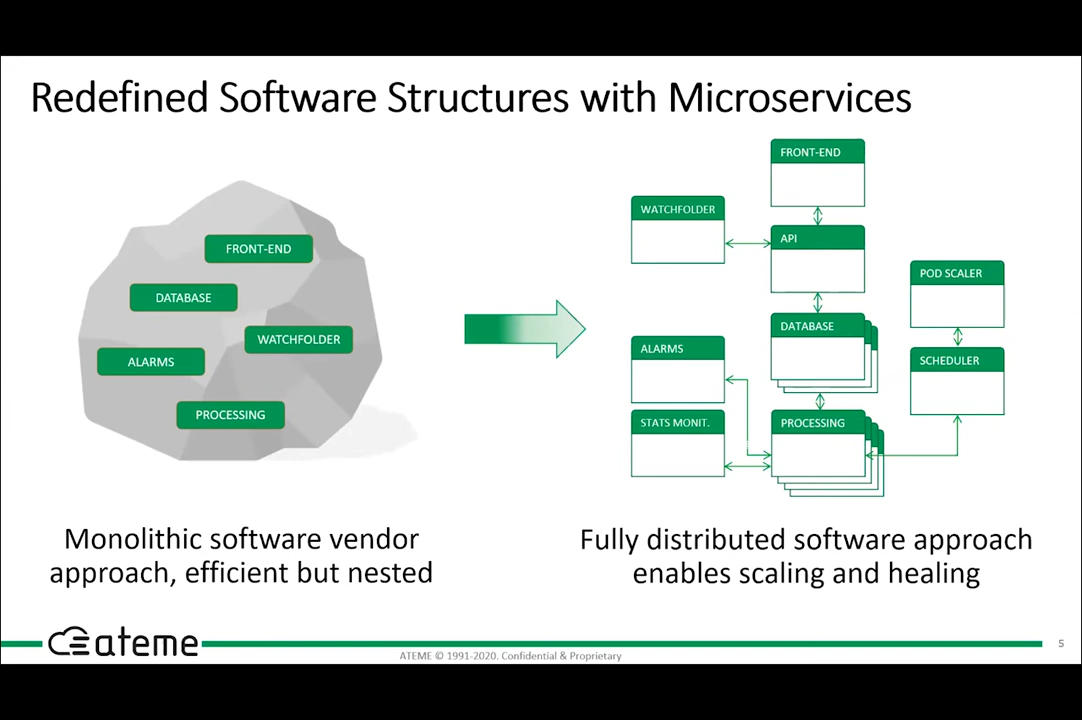 Redefined Software Structures with Microservices
FRONT-END
DATABASE
WATCHFOLDER
ALARMS
PROCESSING
FRONT-END
WATCHFOLDER
API
POD SCALER
DATABASE
ALARMS
SCHEDULER
STATS MONIT.
PROCESSING
Monolithic software vendor
approach, efficient but nested
Fully distributed software approach
enables scaling and healing
ateme
ATEME © 1991-2020. Confidential & Proprietary
5